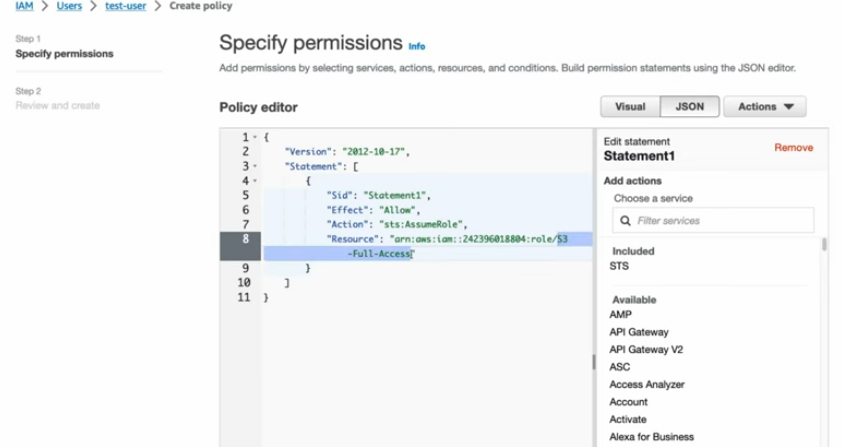 IAM > Users > test-user > Create policy
Step 1
Specify permissions
Step 2
Review and create
Specify permissions Info
Add permissions by selecting services, actions, resources, and conditions. Build permission statements using the JSON editor.
Policy editor
Visual
JSON
Actions
1 {
2 "Version": "2012-10-17",
3 "Statement": [
4 {
5 "Sid": "Statement1",
6 "Effect": "Allow",
7 "Action": "sts:AssumeRole",
8 "Resource": "arn:aws:iam::242396018804:role/S3
-Full-Access"
9 }
10 ]
11 }
Edit statement
Statement1
Remove
Add actions
Choose a service
Filter services
Included
STS
Available
AMP
API Gateway
API Gateway V2
ASC
Access Analyzer
Account
Activate
Alexa for Business